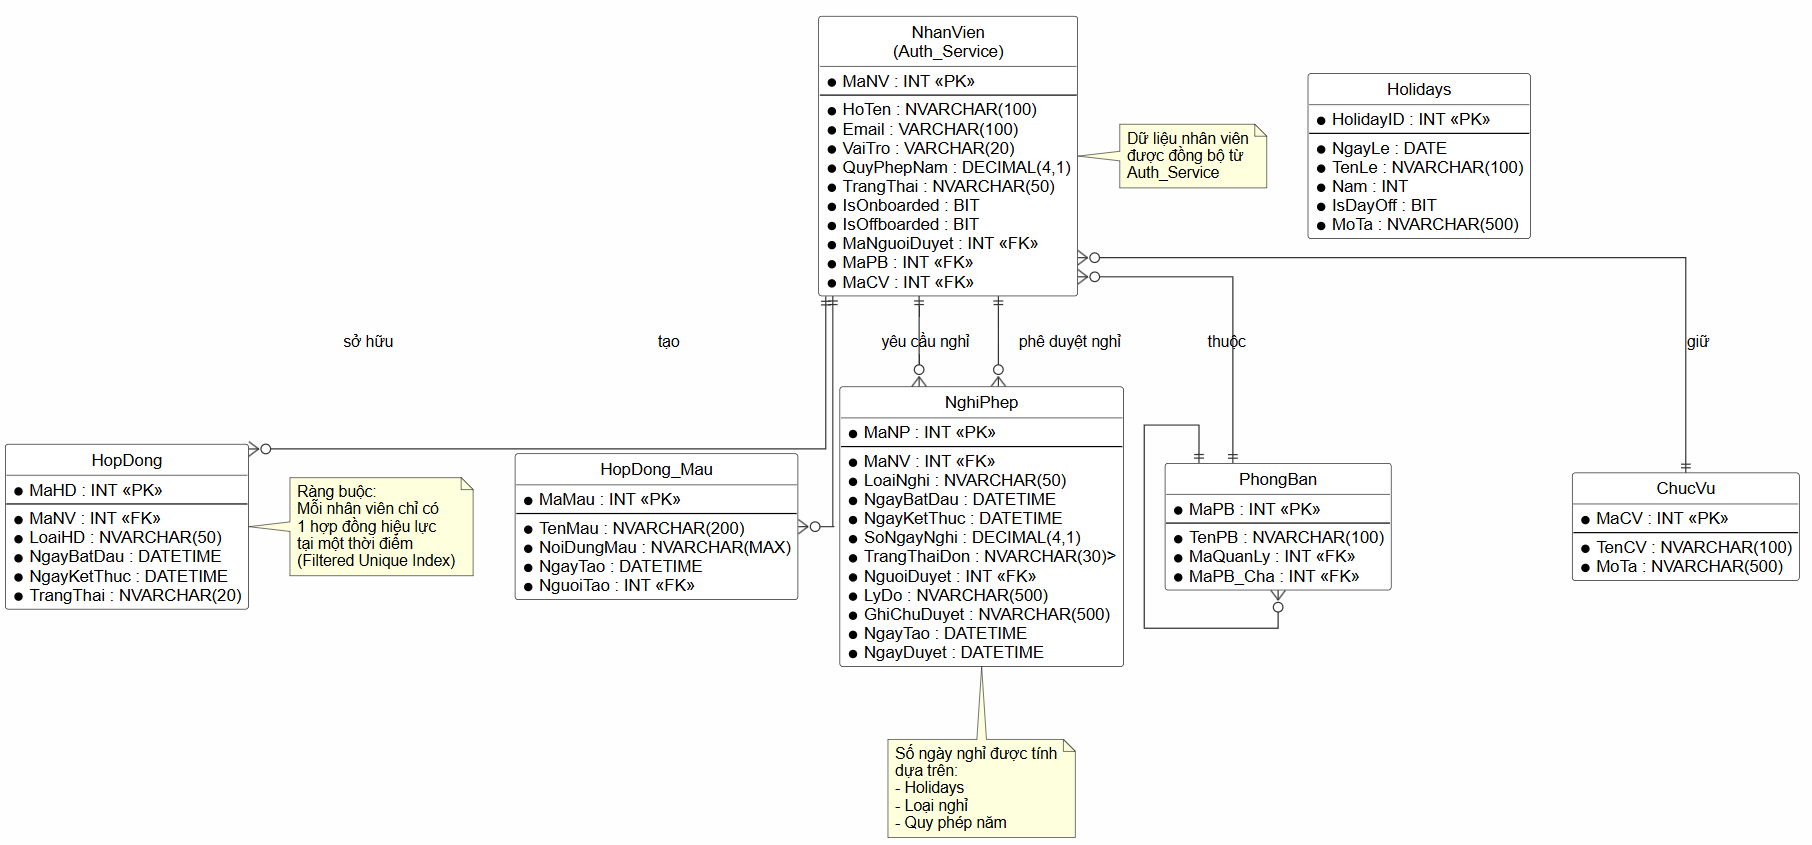 NhanVien
(Auth_Service)
MaNV : INT «PK»
HoTen : NVARCHAR(100)
Email : VARCHAR(100)
VaiTro : VARCHAR(20)
QuyPhepNam : DECIMAL(4,1)
TrangThai : NVARCHAR(50)
IsOnboarded : BIT
IsOffboarded : BIT
MaNguoiDuyet : INT «FK»
MaPB : INT «FK»
MaCV : INT «FK»
Dữ liệu nhân viên
được đồng bộ từ
Auth_Service
Holidays
HolidayID : INT «PK»
NgayLe : DATE
TenLe : NVARCHAR(100)
Nam : INT
IsDayOff : BIT
MoTa : NVARCHAR(500)
sở hữu
tạo
yêu cầu nghỉ
phê duyệt nghỉ
thuộc
giữ
HopDong
MaHD : INT «PK»
MaNV : INT «FK»
LoaiHD : NVARCHAR(50)
NgayBatDau : DATETIME
NgayKetThuc : DATETIME
TrangThai : NVARCHAR(20)
Ràng buộc:
Mỗi nhân viên chỉ có
1 hợp đồng hiệu lực
tại một thời điểm
(Filtered Unique Index)
HopDong_Mau
MaMau : INT «PK»
TenMau : NVARCHAR(200)
NoiDungMau : NVARCHAR(MAX)
NgayTao : DATETIME
NguoiTao : INT «FK»
NghiPhep
MaNP : INT «PK»
MaNV : INT «FK»
LoaiNghi : NVARCHAR(50)
NgayBatDau : DATETIME
NgayKetThuc : DATETIME
SoNgayNghi : DECIMAL(4,1)
TrangThaiDon : NVARCHAR(30)>
NguoiDuyet : INT «FK»
LyDo : NVARCHAR(500)
GhiChuDuyet : NVARCHAR(500)
NgayTao : DATETIME
NgayDuyet : DATETIME
PhongBan
MaPB : INT «PK»
TenPB : NVARCHAR(100)
MaQuanLy : INT «FK»
MaPB_Cha : INT «FK»
ChucVu
MaCV : INT «PK»
TenCV : NVARCHAR(100)
MoTa : NVARCHAR(500)
Số ngày nghỉ được tính
dựa trên:
- Holidays
- Loại nghỉ
- Quy phép năm